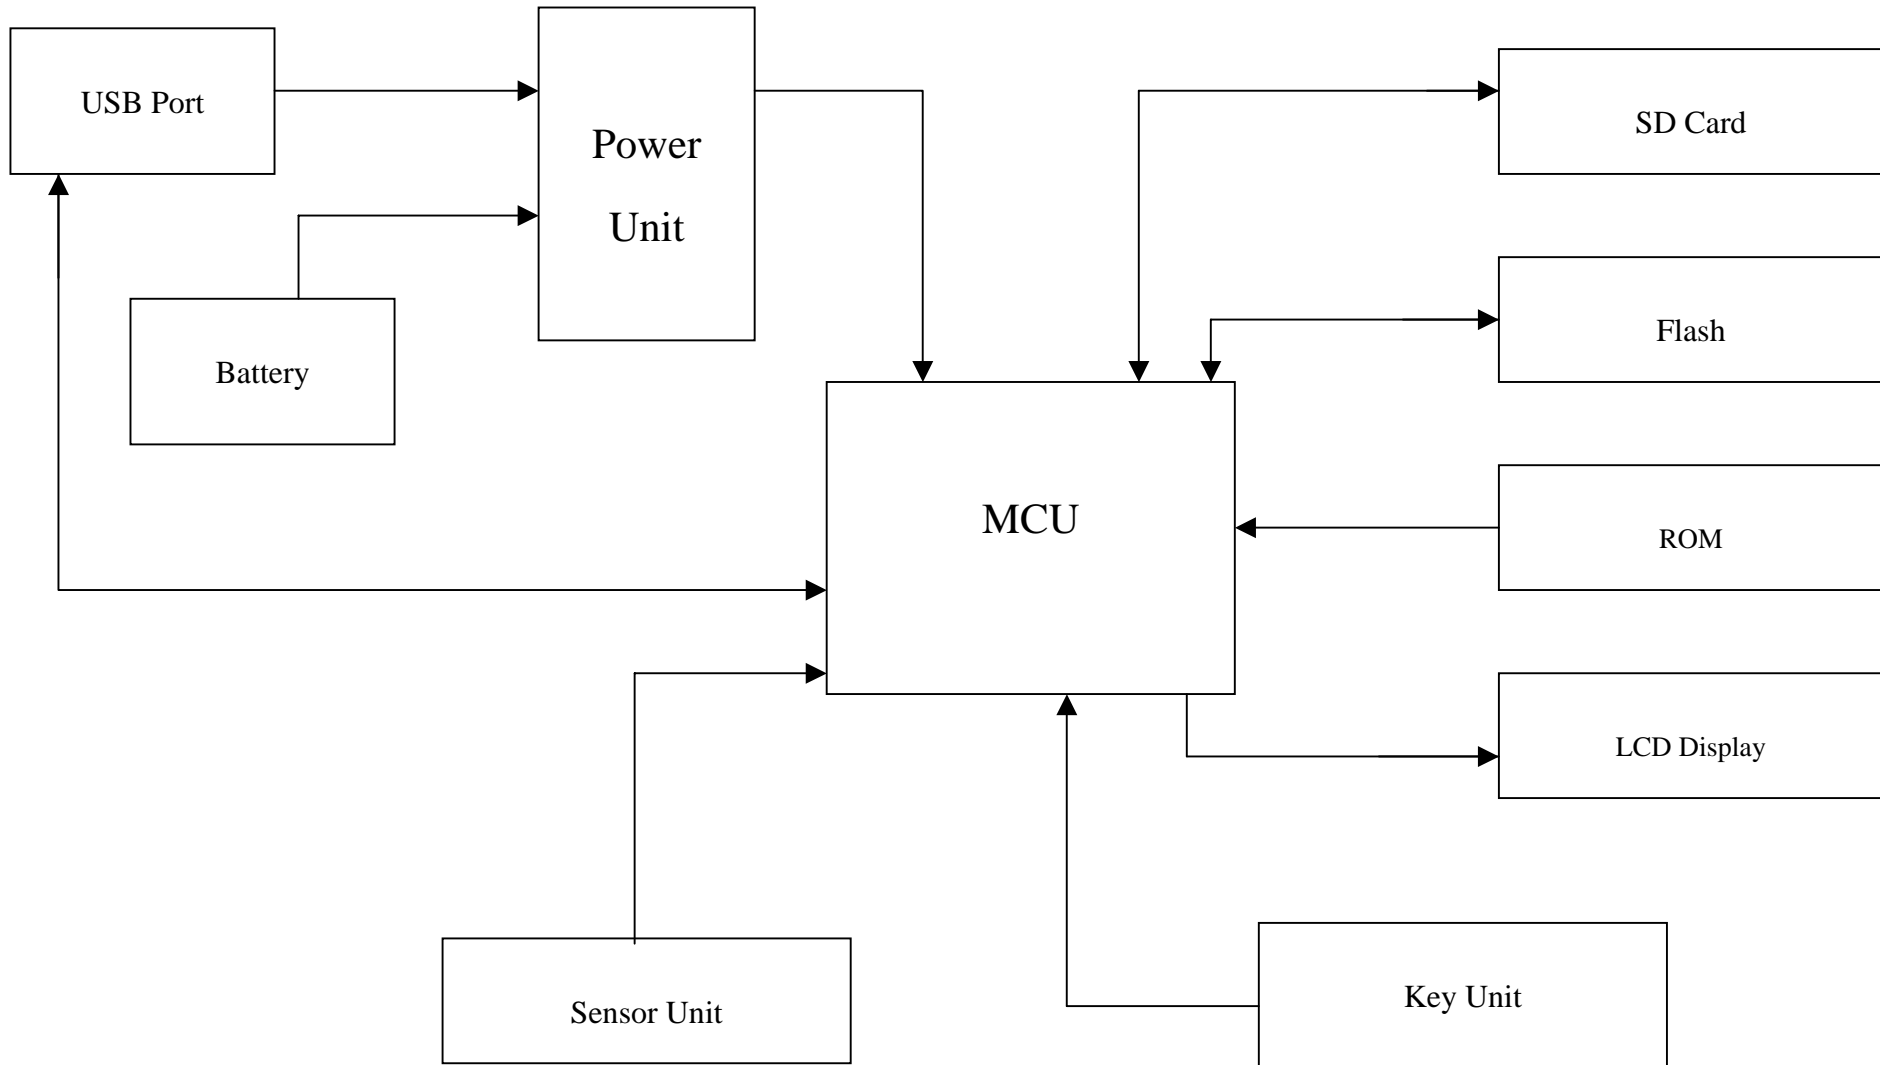 USB Port
Power
Unit
SD Card
Battery
Flash
MCU
ROM
LCD Display
Sensor Unit
Key Unit